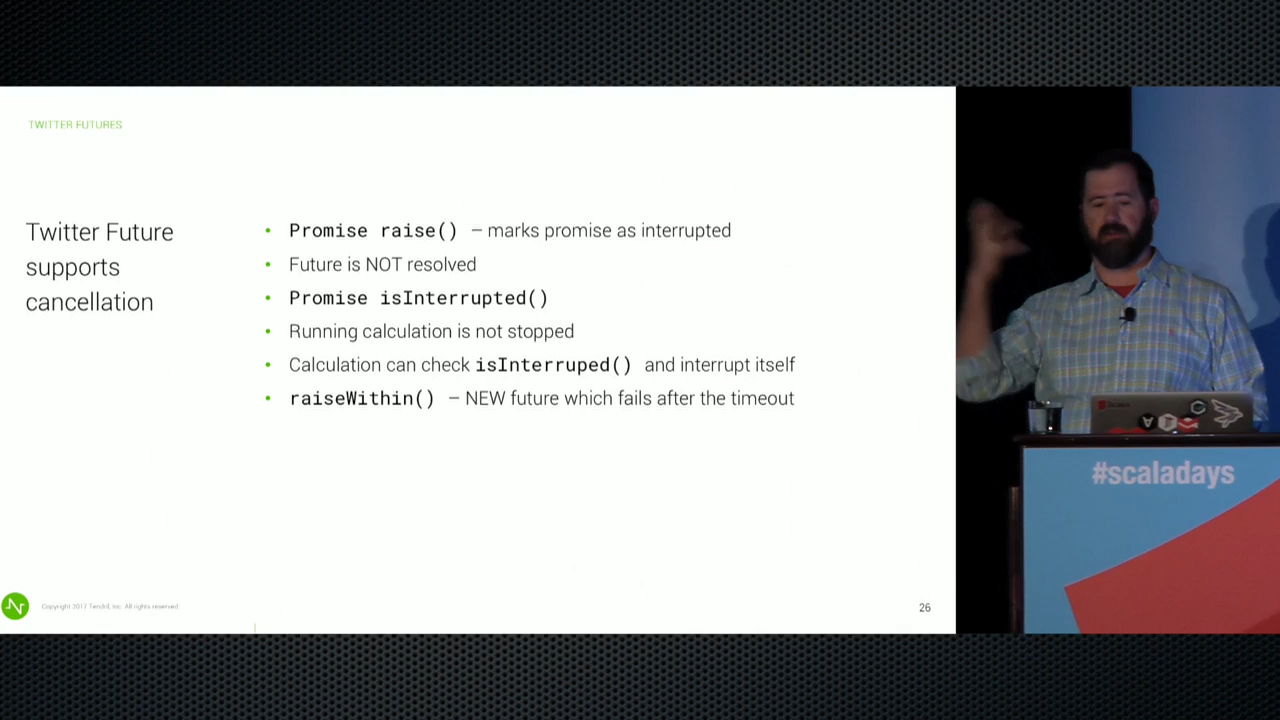 TWITTER FUTURES
Twitter Future
supports
cancellation
• Promise raise() – marks promise as interrupted
• Future is NOT resolved
• Promise isInterrupted()
• Running calculation is not stopped
• Calculation can check isInterruped() and interrupt itself
• raiseWithin() – NEW future which fails after the timeout
Copyright 2017 Tendril, Inc. All rights reserved
26
#scaladays